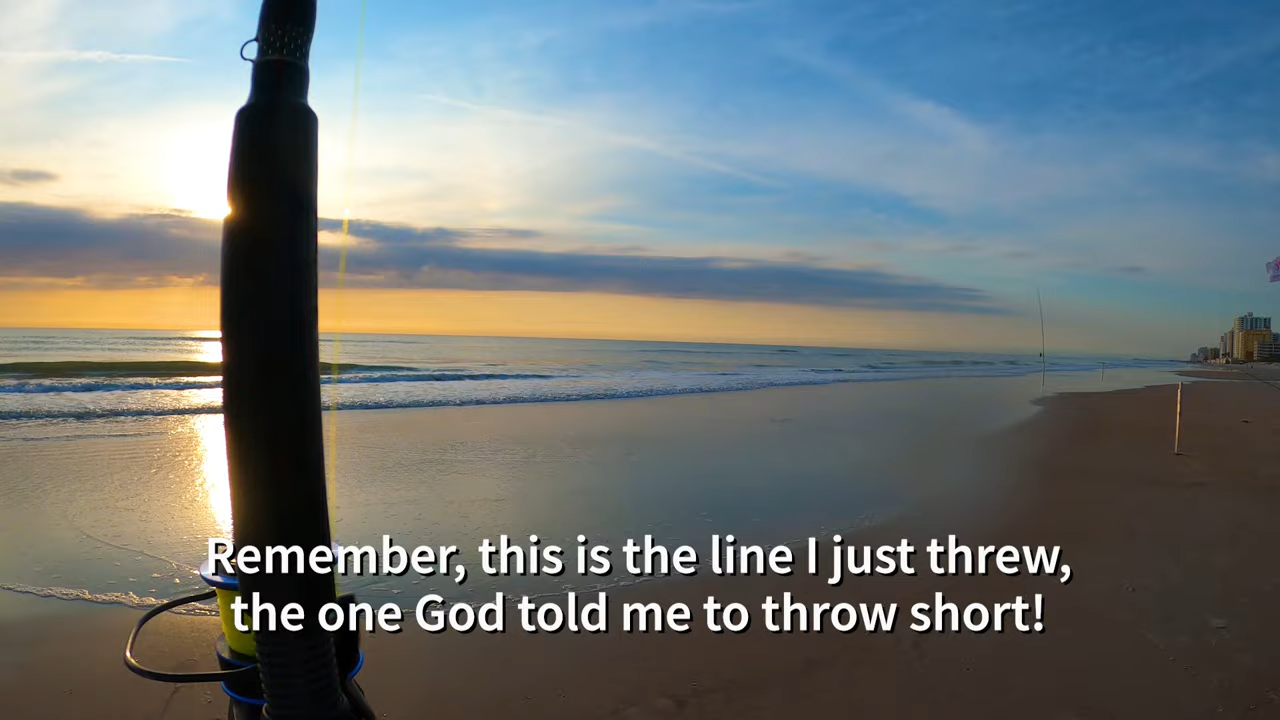 Remember, this is the line I just threw,
the one God told me to throw short!